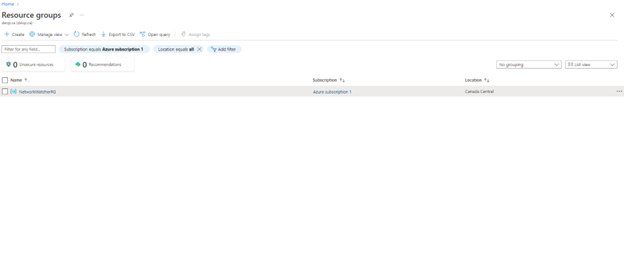 Home >
Resource groups
+ Create Manage view Refresh Export to CSV Open query Assign tags
Filter for any field... Subscription equals Azure subscription 1 Location equals all Add filter
0 Unsecure resources 0 Recommendations
No grouping List view
Name Subscription Location
NetworkWatcherRG Azure subscription 1 Canada Central